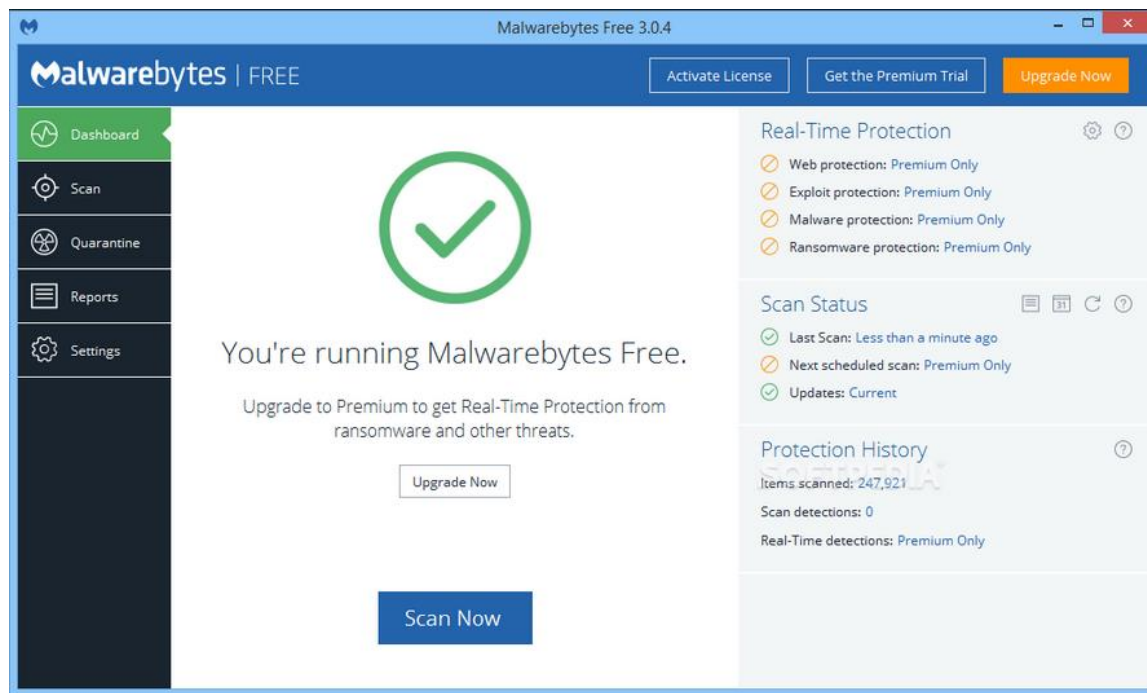 Malwarebytes Free 3.0.4
Malwarebytes | FREE
Activate License
Get the Premium Trial
Upgrade Now
Dashboard
Scan
Quarantine
Reports
Settings
You're running Malwarebytes Free.
Upgrade to Premium to get Real-Time Protection from
ransomware and other threats.
Upgrade Now
Scan Now
Real-Time Protection
Web protection: Premium Only
Exploit protection: Premium Only
Malware protection: Premium Only
Ransomware protection: Premium Only
Scan Status
31
Last Scan: Less than a minute ago
Next scheduled scan: Premium Only
Updates: Current
Protection History
SOFTPEDIA
Items scanned: 247,921
Scan detections: 0
Real-Time detections: Premium Only